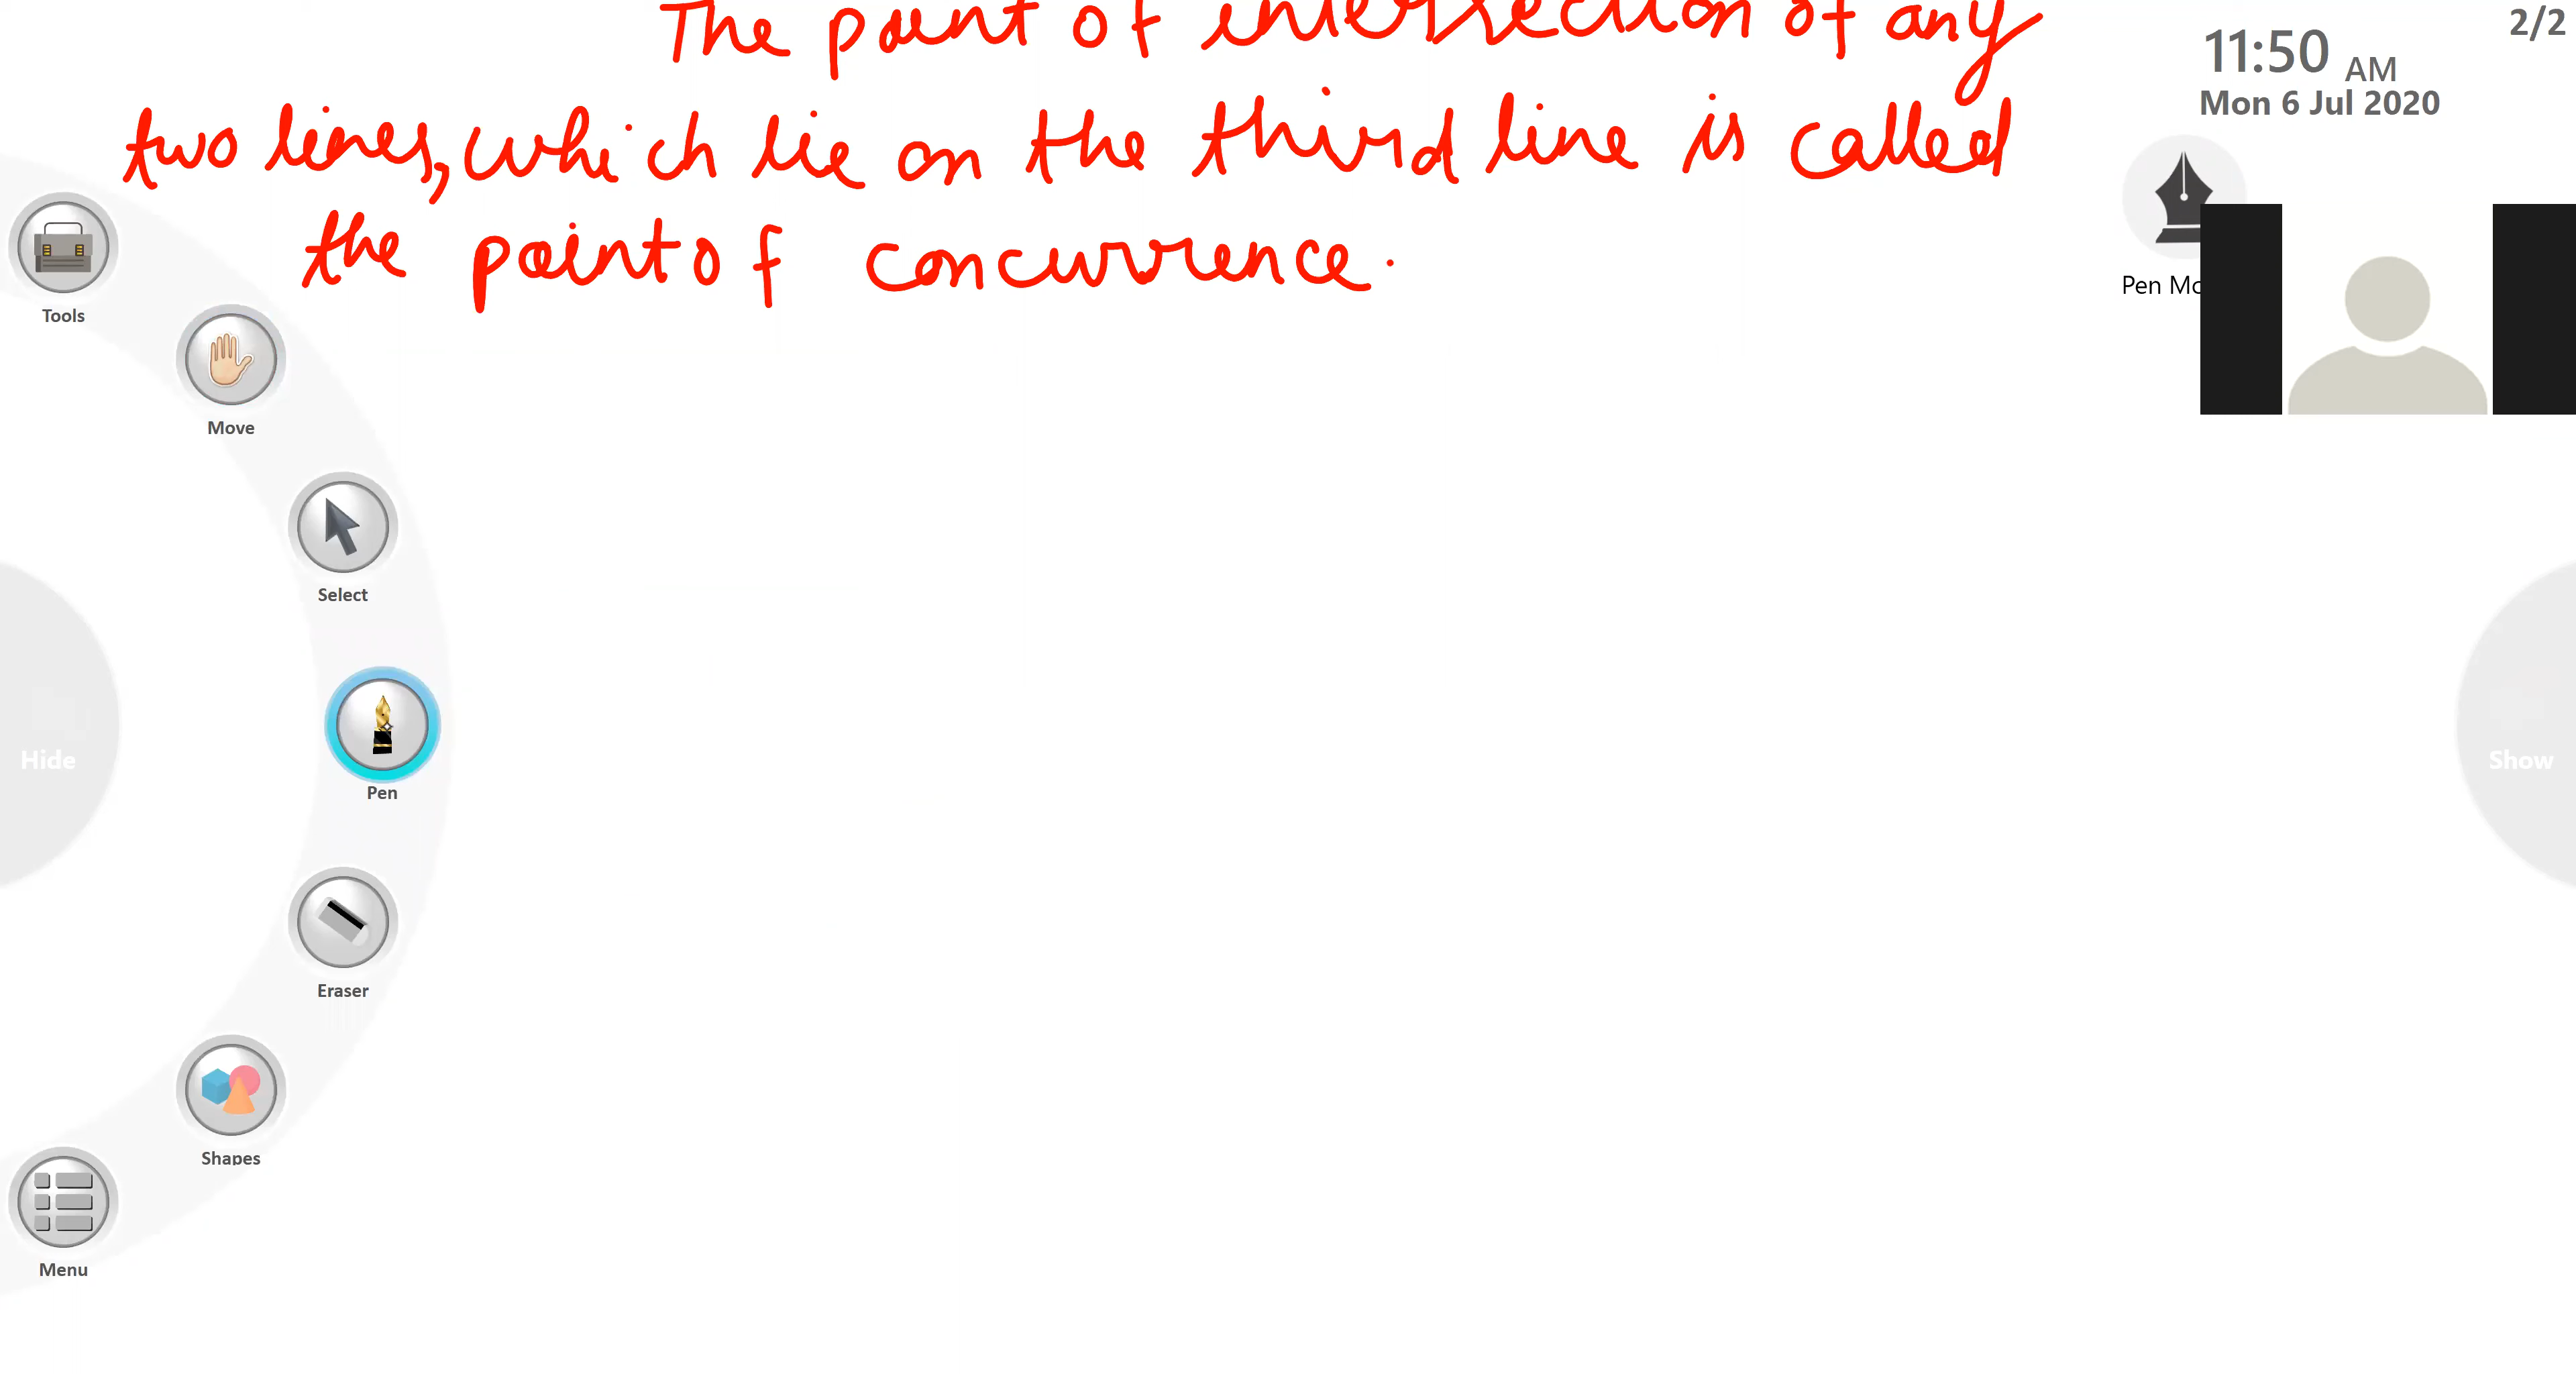 The point of intersection of any
two lines, which lie on the third line is called
the point of concurrence.
2/2
11:50 AM
Mon 6 Jul 2020
Pen Mo
Tools
Move
Select
Hide
Show
Pen
Eraser
Shapes
Menu